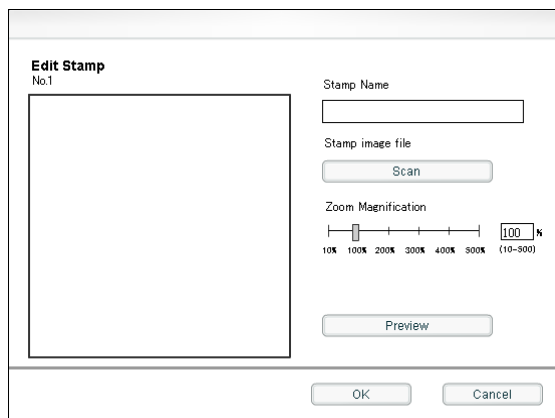 Edit Stamp
No.1
Stamp Name
Stamp image file
Scan
Zoom Magnification
100 %
10% 100% 200% 300% 400% 500% (10-500)
Preview
OK Cancel